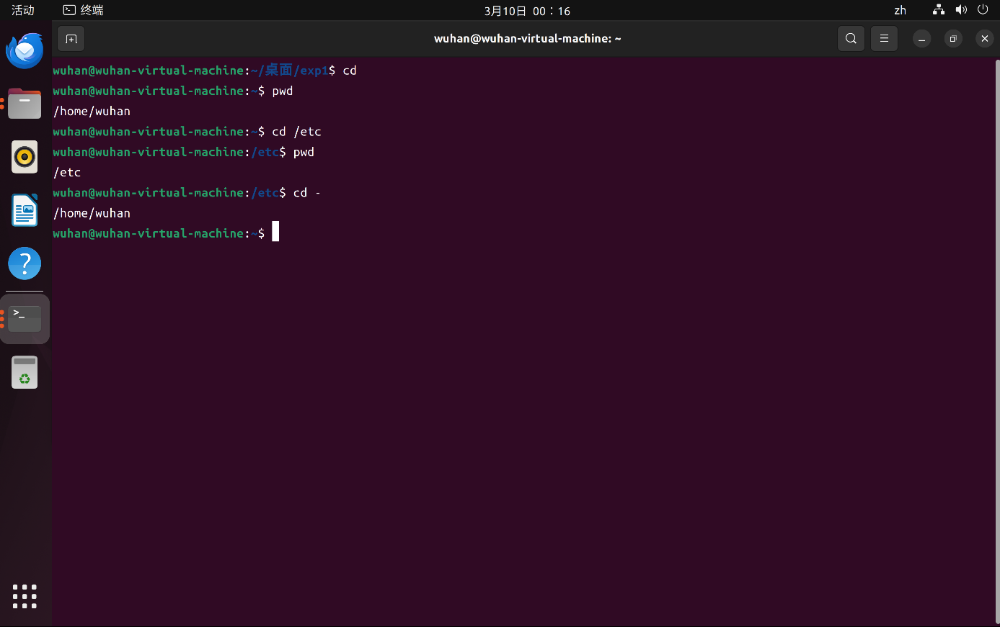 活动 终端 3月10日 00：16 zh
wuhan@wuhan-virtual-machine: ~
wuhan@wuhan-virtual-machine:~/桌面/exp1$ cd
wuhan@wuhan-virtual-machine:~$ pwd
/home/wuhan
wuhan@wuhan-virtual-machine:~$ cd /etc
wuhan@wuhan-virtual-machine:/etc$ pwd
/etc
wuhan@wuhan-virtual-machine:/etc$ cd -
/home/wuhan
wuhan@wuhan-virtual-machine:~$